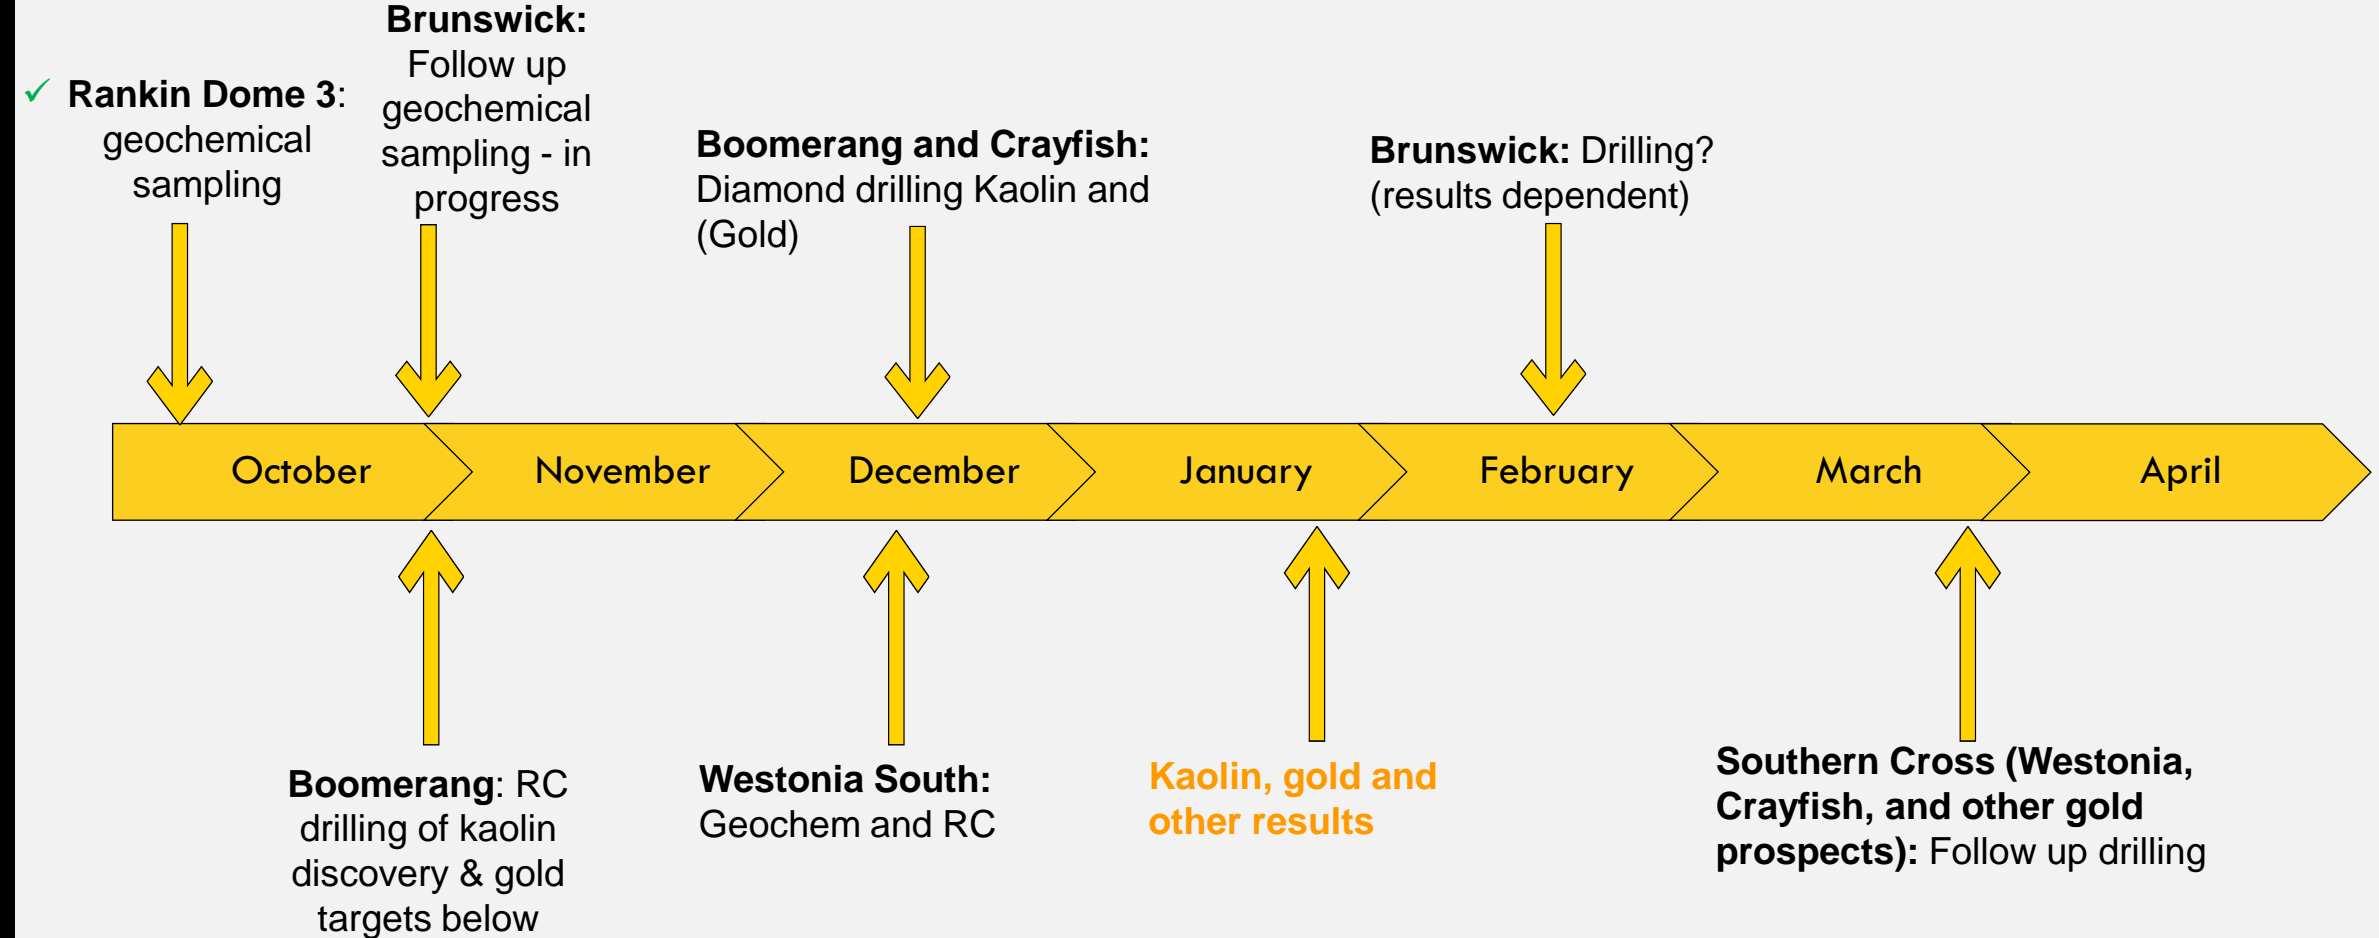 ✓ Rankin Dome 3:
geochemical
sampling
Brunswick:
Follow up
geochemical
sampling - in
progress
Boomerang and Crayfish:
Diamond drilling Kaolin and
(Gold)
Brunswick: Drilling?
(results dependent)
October
November
December
January
February
March
April
Boomerang: RC
drilling of kaolin
discovery & gold
targets below
Westonia South:
Geochem and RC
Kaolin, gold and
other results
Southern Cross (Westonia,
Crayfish, and other gold
prospects): Follow up drilling